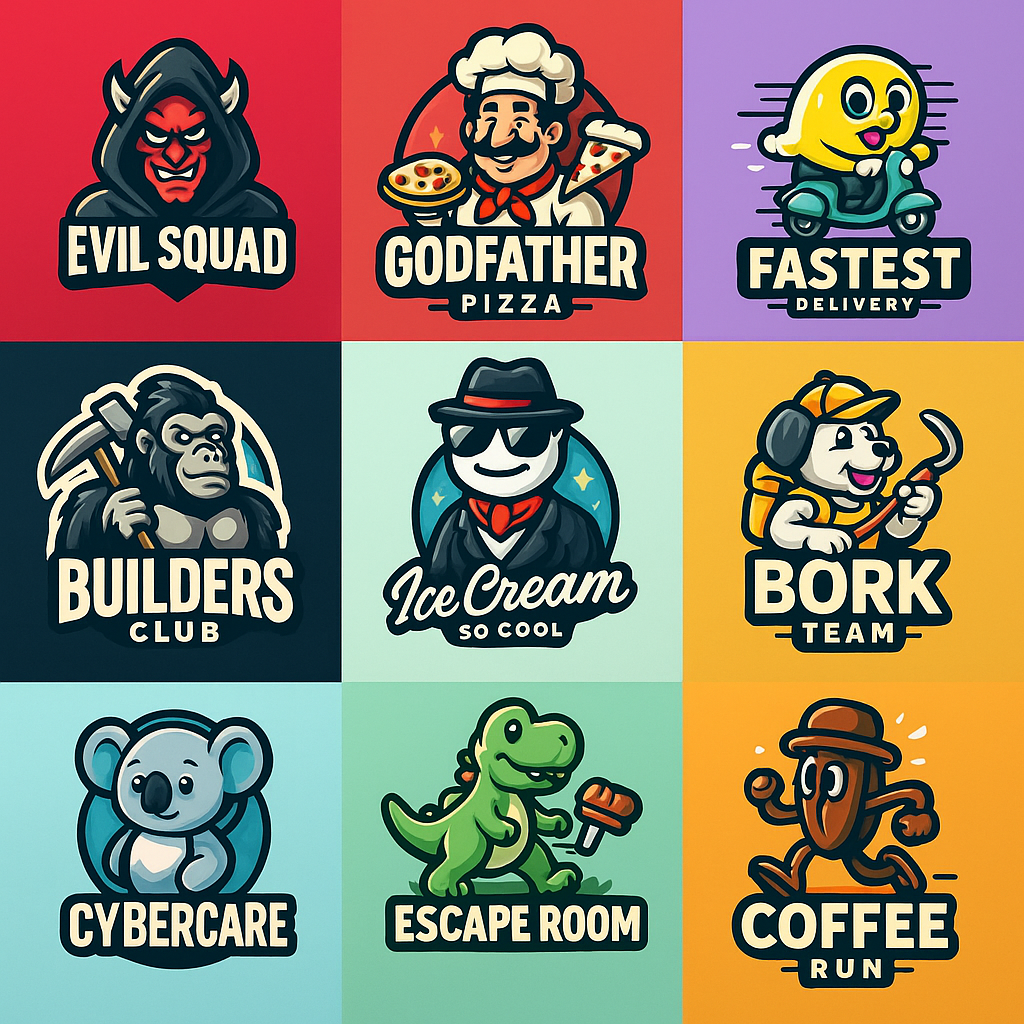 EVIL SQUAD
GODFATHER
PIZZA
FASTEST
DELIVERY
BUILDERS
CLUB
Ice Cream
SO COOL
BORK
TEAM
CYBERCARE
ESCAPE ROOM
COFFEE
RUN